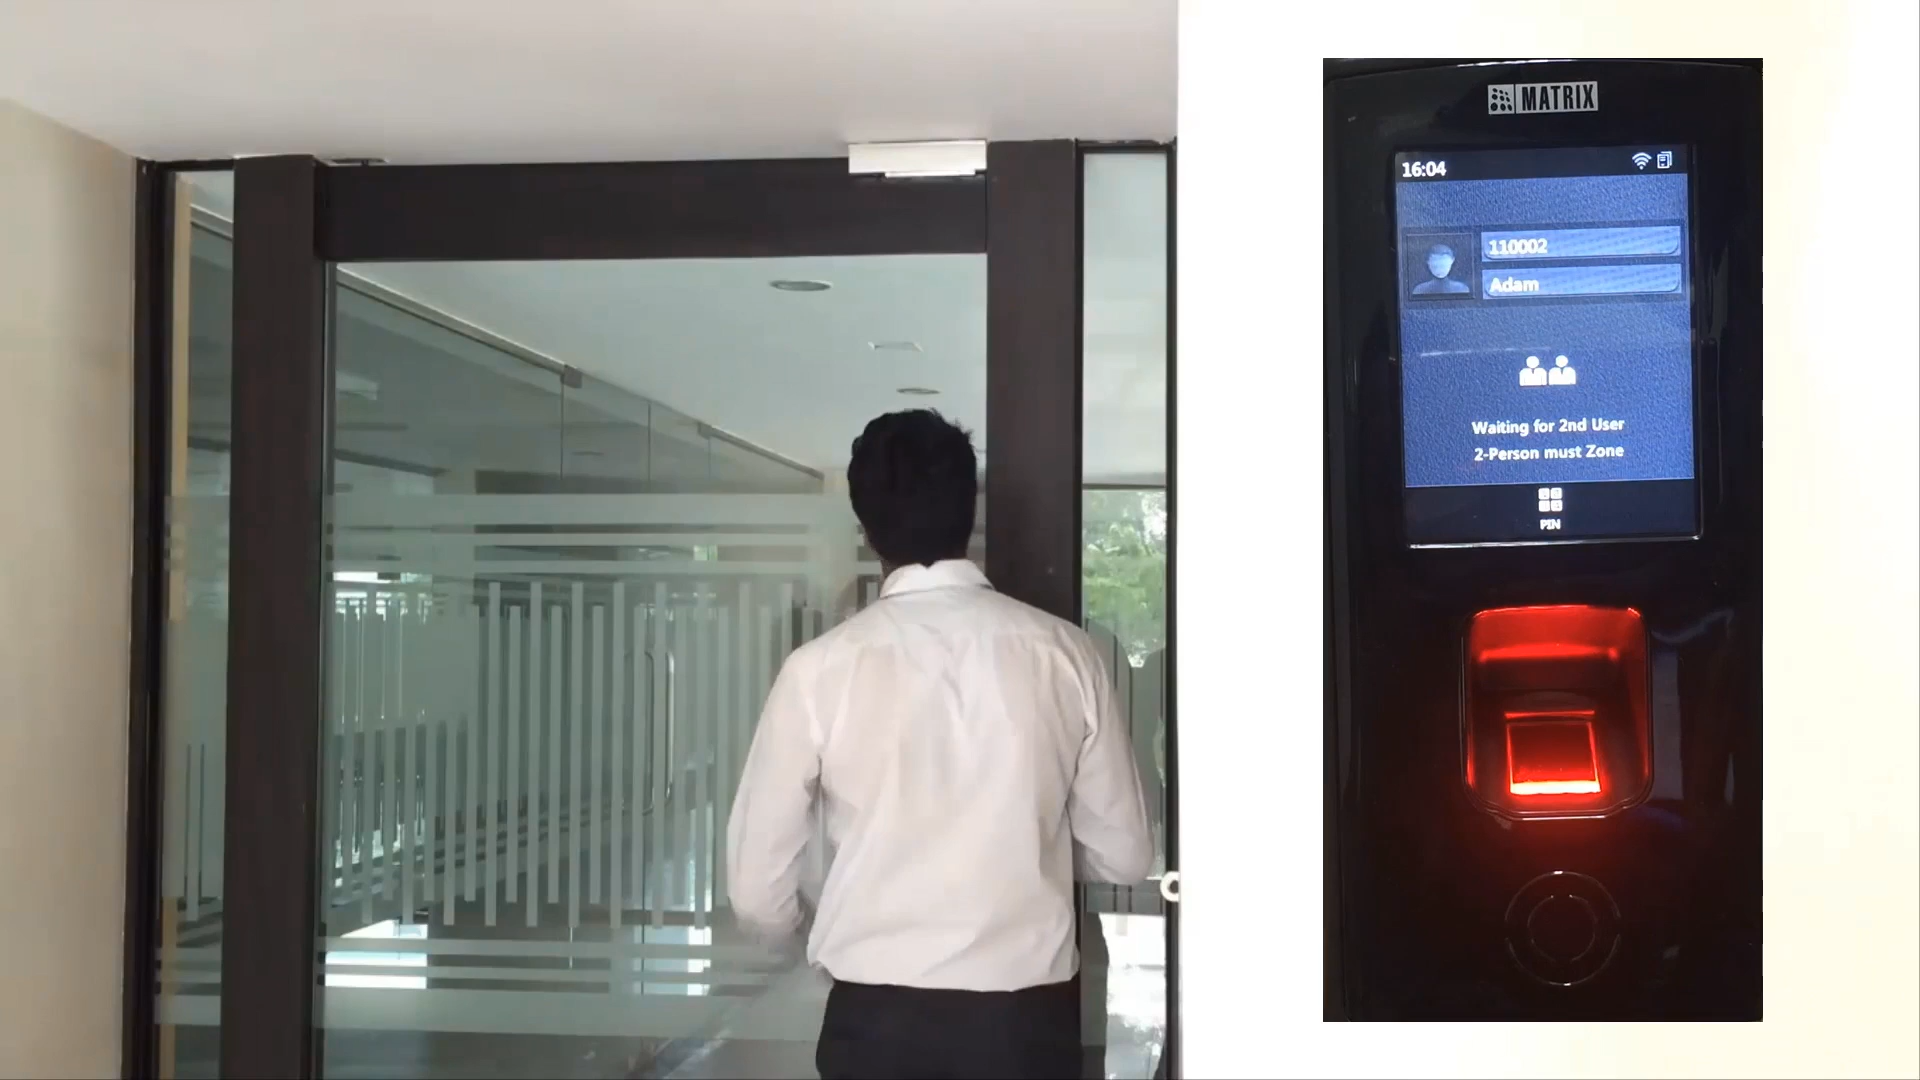 MATRIX
16:04
110002
Adam
Waiting for 2nd User
2-Person must Zone
PIN